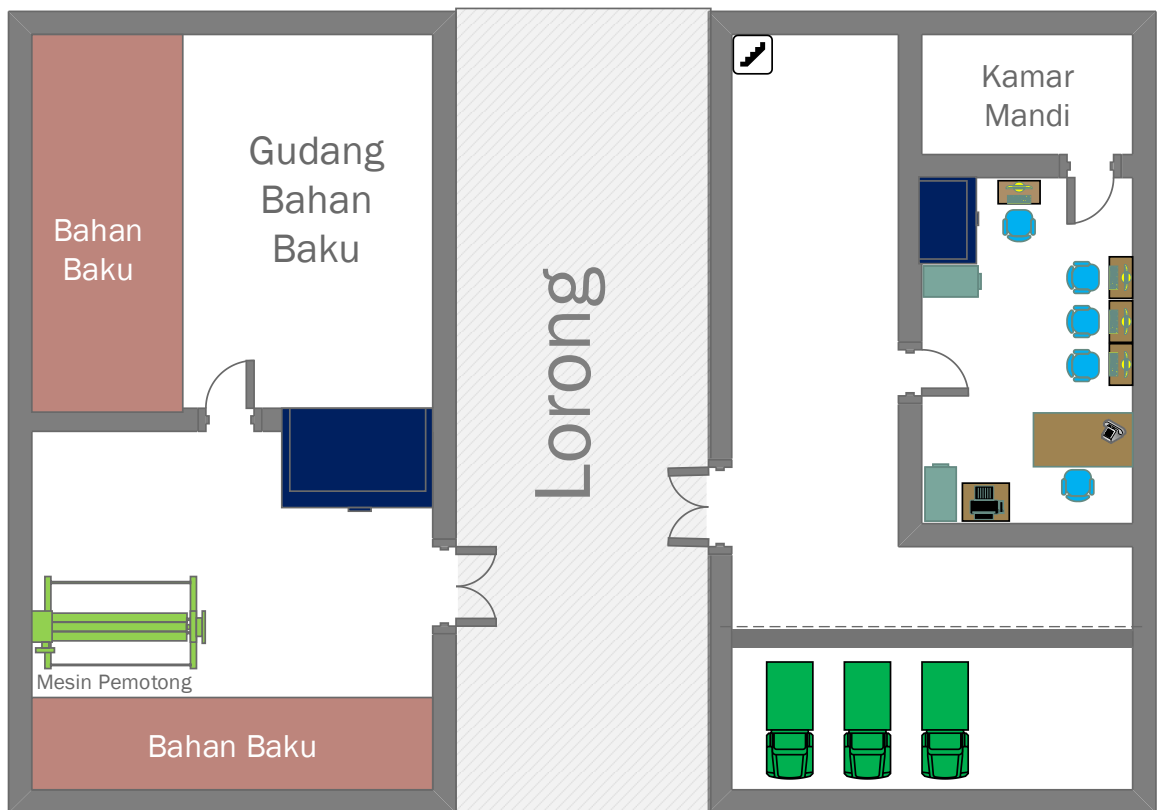 Gudang
Bahan
Baku
Bahan
Baku
Lorong
Kamar
Mandi
Mesin Pemotong
Bahan Baku